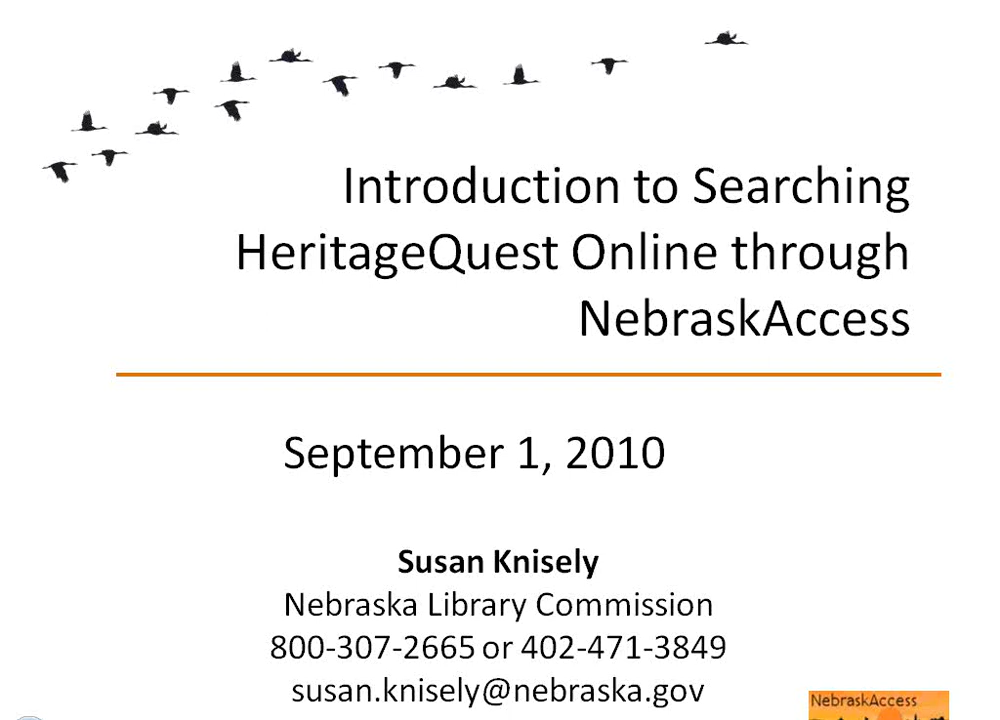 Introduction to Searching
HeritageQuest Online through
NebraskAccess
September 1, 2010
Susan Knisely
Nebraska Library Commission
800-307-2665 or 402-471-3849
susan.knisely@nebraska.gov
NebraskAccess